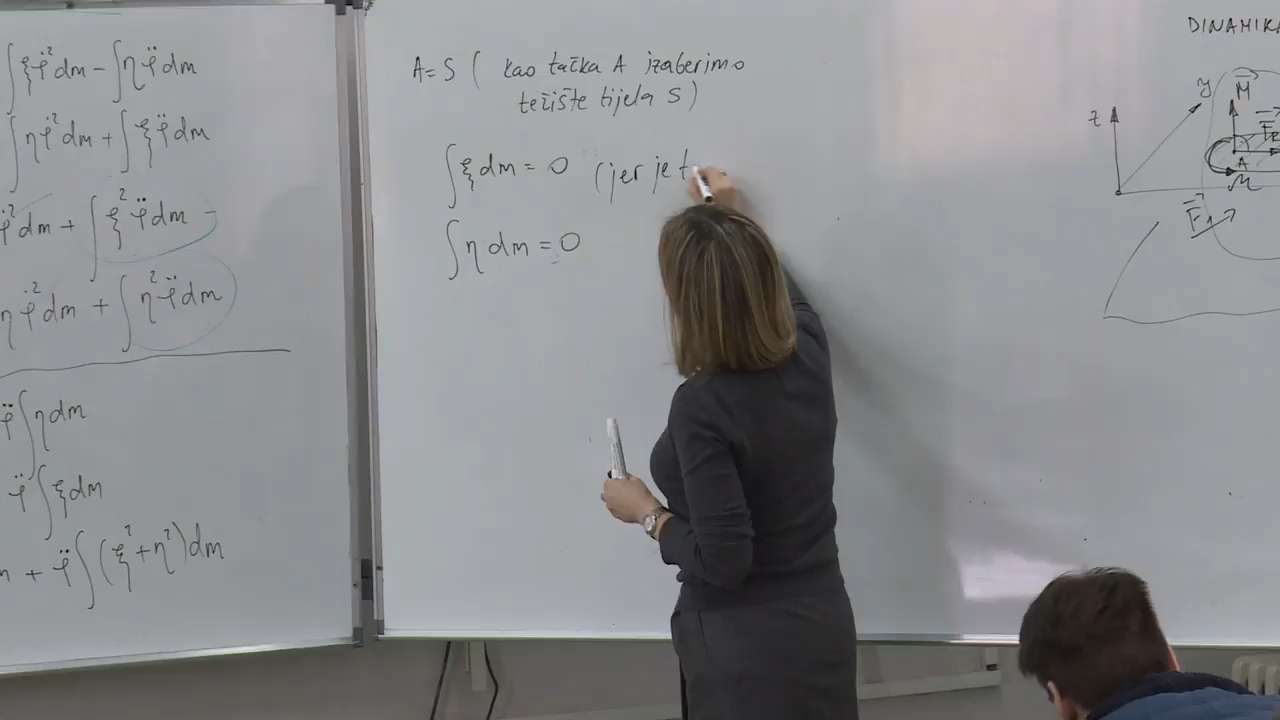 ∫ξφ̇²dm − ∫ηφ̈dm
∫ηφ̇²dm + ∫ξφ̈dm
φ̇²dm + ∫ξ²φ̈dm −
ηφ̇²dm + ∫η²φ̈dm
φ̈∫ηdm
φ̈∫ξdm
m + φ̈∫(ξ²+η²)dm
A=S ( kao tačka A izaberimo
težište tijela S)
∫ξdm = 0 (jer je t
∫ηdm = 0
DINAMIKA
z
y
M
A